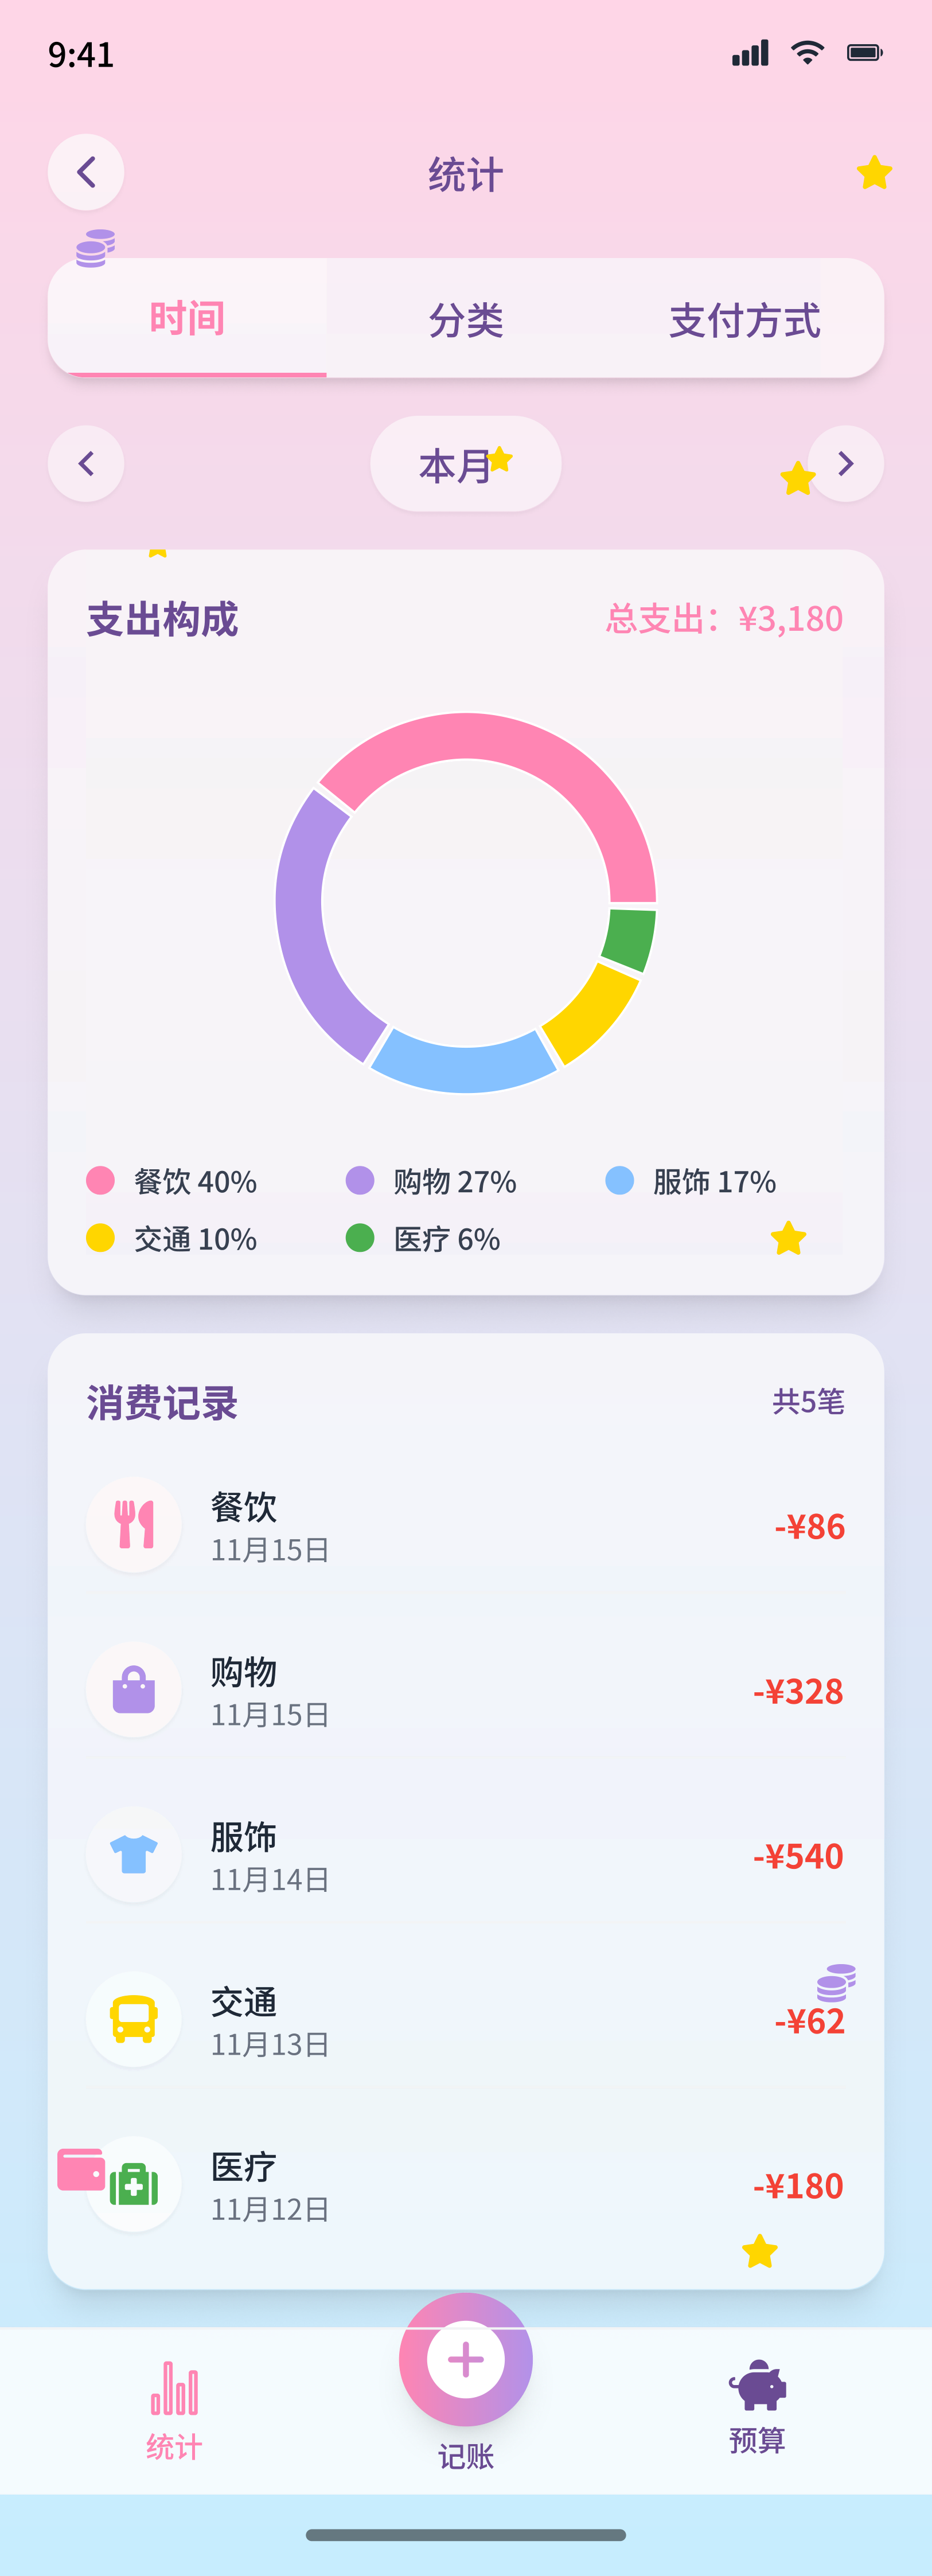 9:41
统计
时间 分类 支付方式
本月
支出构成 总支出：¥3,180
餐饮 40% 购物 27% 服饰 17%
交通 10% 医疗 6%
消费记录 共5笔
餐饮
11月15日
-¥86
购物
11月15日
-¥328
服饰
11月14日
-¥540
交通
11月13日
-¥62
医疗
11月12日
-¥180
统计 记账 预算